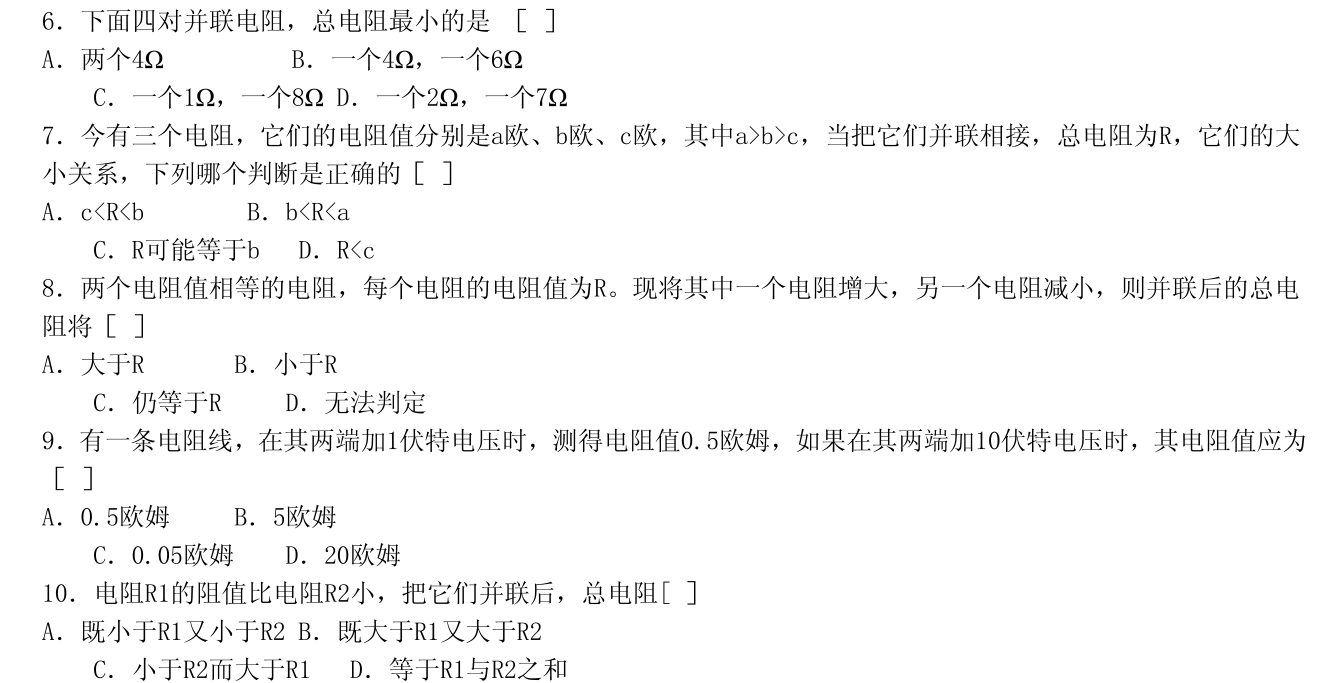 6．下面四对并联电阻，总电阻最小的是 ［ ］
A．两个4Ω B．一个4Ω，一个6Ω
C．一个1Ω，一个8Ω D．一个2Ω，一个7Ω
7．今有三个电阻，它们的电阻值分别是a欧、b欧、c欧，其中a>b>c，当把它们并联相接，总电阻为R，它们的大
小关系，下列哪个判断是正确的［ ］
A．c<R<b B．b<R<a
C．R可能等于b D．R<c
8．两个电阻值相等的电阻，每个电阻的电阻值为R。现将其中一个电阻增大，另一个电阻减小，则并联后的总电
阻将［ ］
A．大于R B．小于R
C．仍等于R D．无法判定
9．有一条电阻线，在其两端加1伏特电压时，测得电阻值0.5欧姆，如果在其两端加10伏特电压时，其电阻值应为
［ ］
A．0.5欧姆 B．5欧姆
C．0.05欧姆 D．20欧姆
10．电阻R1的阻值比电阻R2小，把它们并联后，总电阻[ ］
A．既小于R1又小于R2 B．既大于R1又大于R2
C．小于R2而大于R1 D．等于R1与R2之和